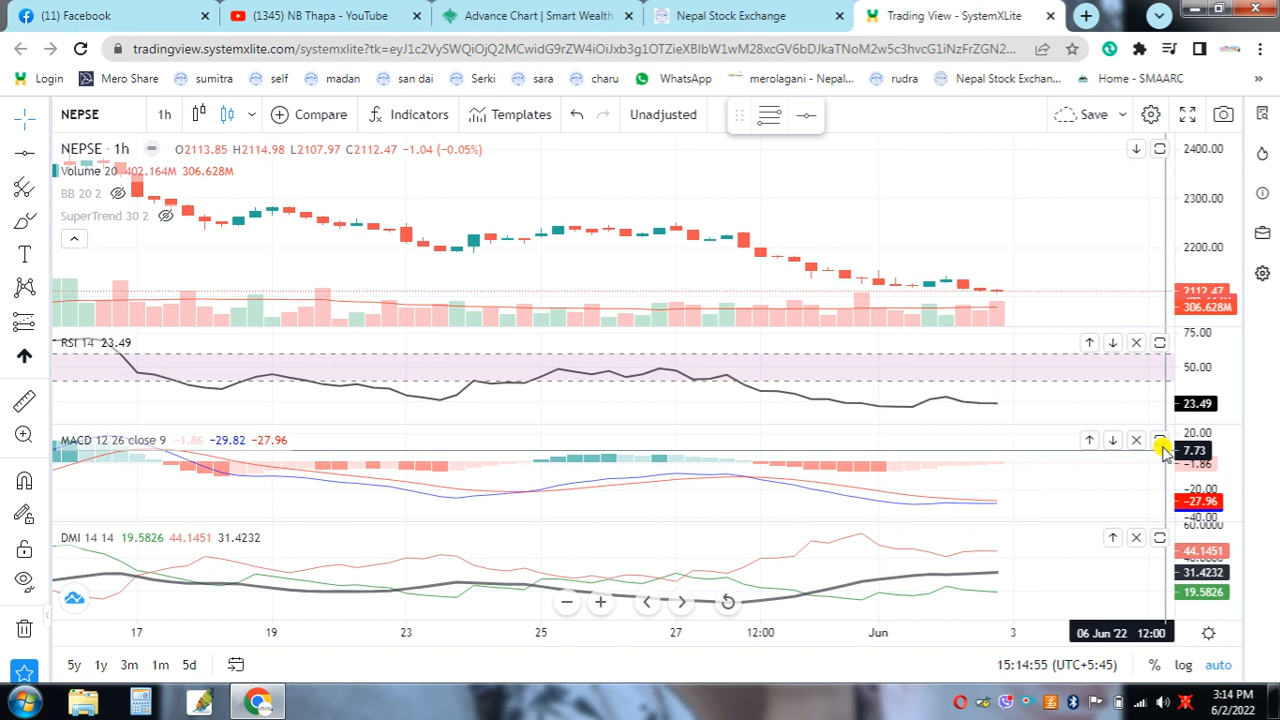 (11) Facebook
(1345) NB Thapa - YouTube
Advance Chart | Smart Wealth
Nepal Stock Exchange
Trading View - SystemXLite
tradingview.systemxlite.com/systemxlite?tk=eyJ1c2VySWQiOjQ2MCwidG9rZW4iOiJxb3g1OTZieXBIbW1wM28xcGV6bDJkaTNoM2w5c3hvcG1iNzFrZGN2...
Login
Mero Share
sumitra
self
madan
san dai
Serki
sara
charu
WhatsApp
merolagani - Nepal...
rudra
Nepal Stock Exchan...
Home - SMAARC
»
NEPSE
1h
Compare
Indicators
Templates
Unadjusted
Save
NEPSE · 1h
O2113.85 H2114.98 L2107.97 C2112.47 −1.04 (−0.05%)
Volume 20 402.164M 306.628M
BB 20 2
SuperTrend 30 2
2400.00
2300.00
2200.00
2112.47
306.628M
RSI 14 23.49
75.00
50.00
23.49
MACD 12 26 close 9 −1.86 −29.82 −27.96
20.00
7.73
−1.86
−20.00
−27.96
−40.00
DMI 14 14 19.5826 44.1451 31.4232
60.0000
44.1451
31.4232
19.5826
17
19
23
25
27
12:00
Jun
3
06 Jun '22 12:00
5y
1y
3m
1m
5d
15:14:55 (UTC+5:45)
%
log
auto
3:14 PM
6/2/2022